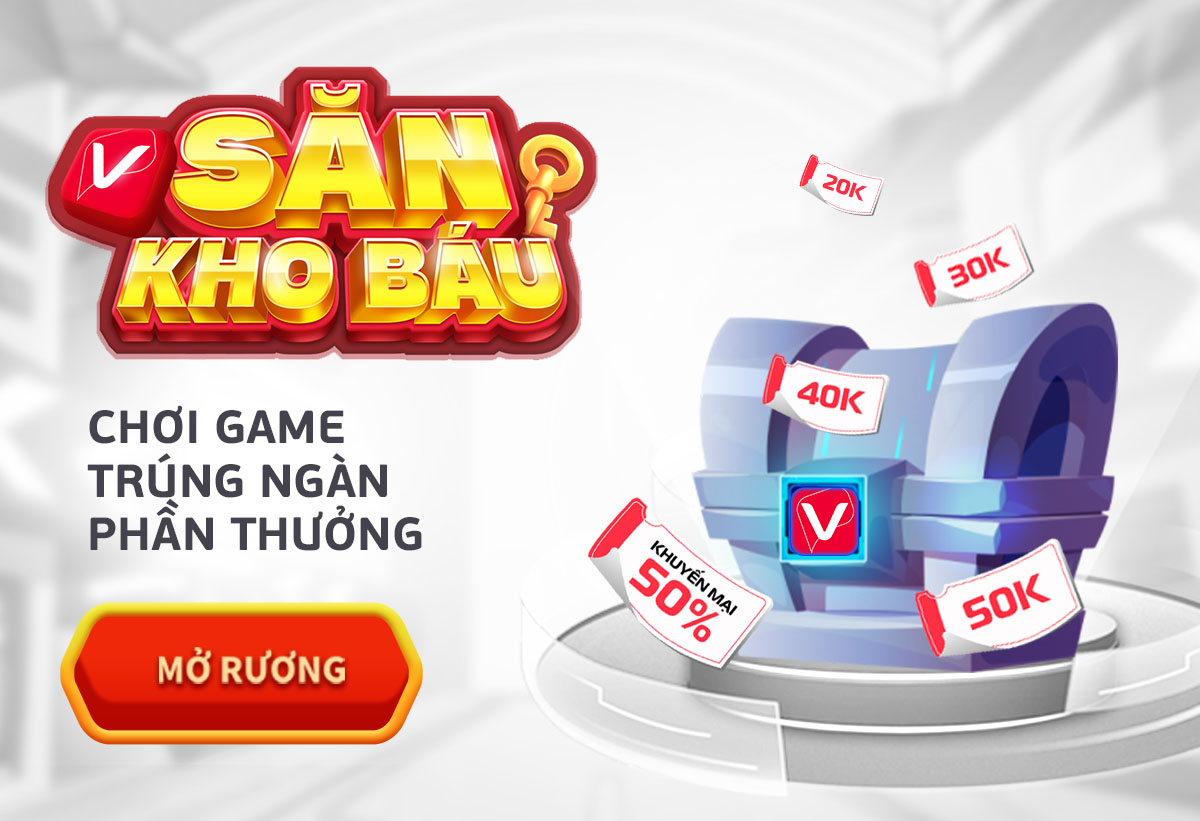 V
SĂN
KHO BÁU
CHƠI GAME
TRÚNG NGÀN
PHẦN THƯỞNG
MỞ RƯƠNG
20K
30K
40K
V
KHUYẾN MẠI
50%
50K